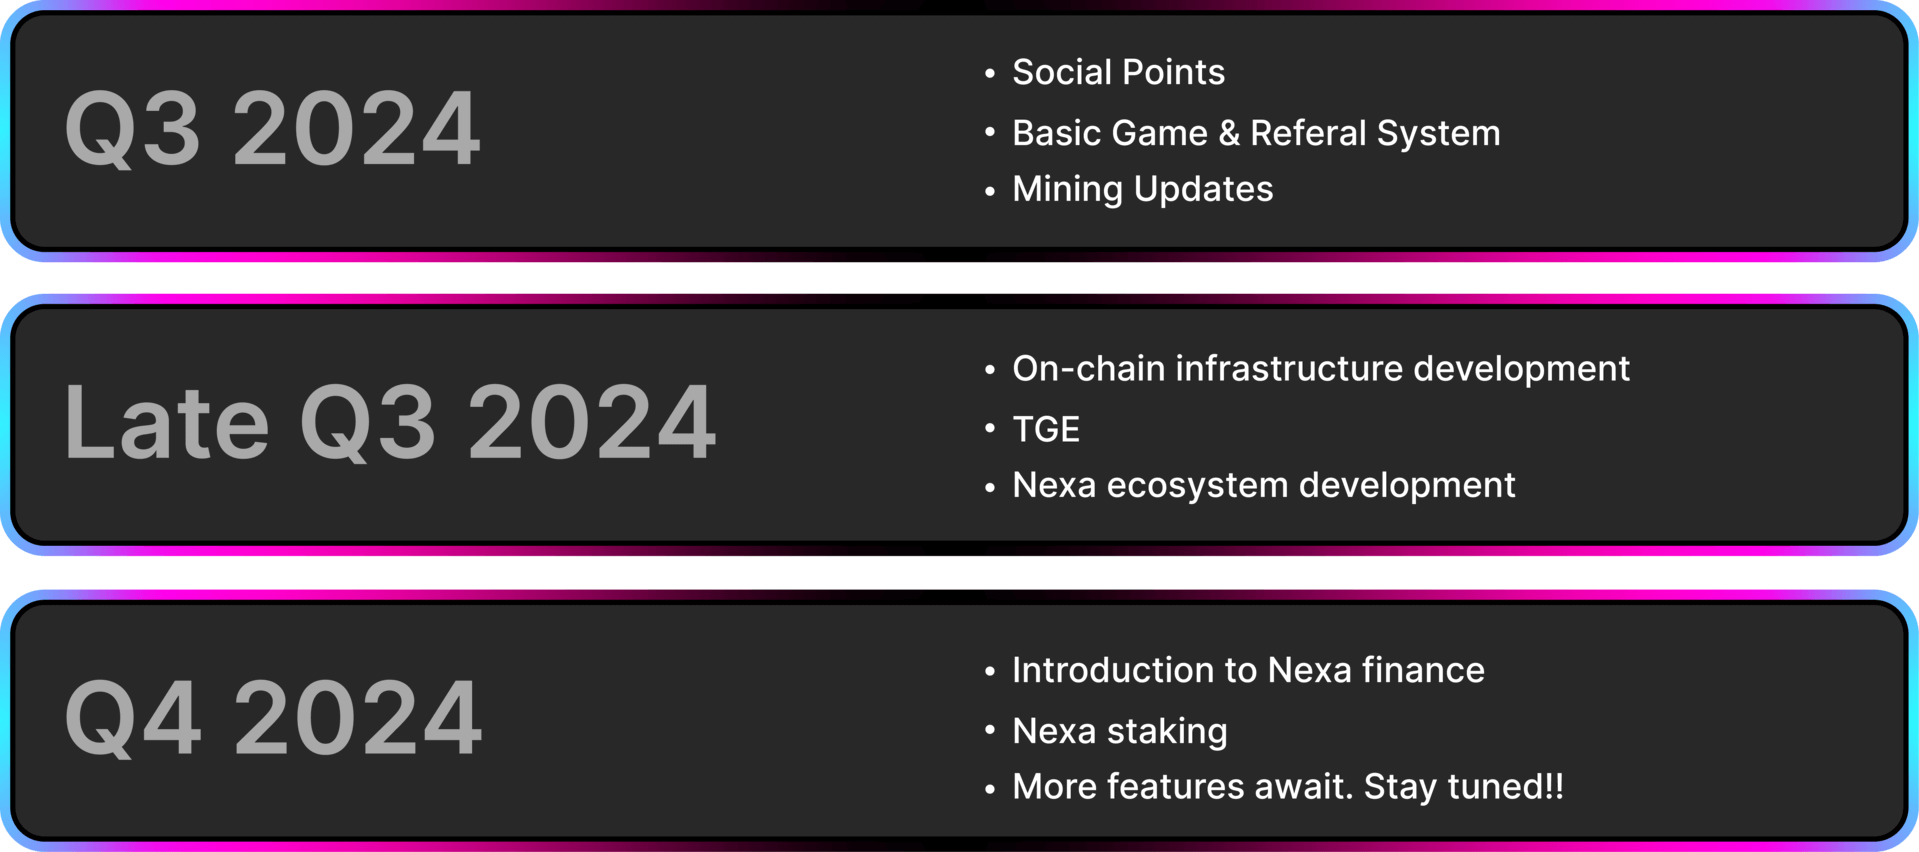 Q3 2024
• Social Points
• Basic Game & Referal System
• Mining Updates
Late Q3 2024
• On-chain infrastructure development
• TGE
• Nexa ecosystem development
Q4 2024
• Introduction to Nexa finance
• Nexa staking
• More features await. Stay tuned!!